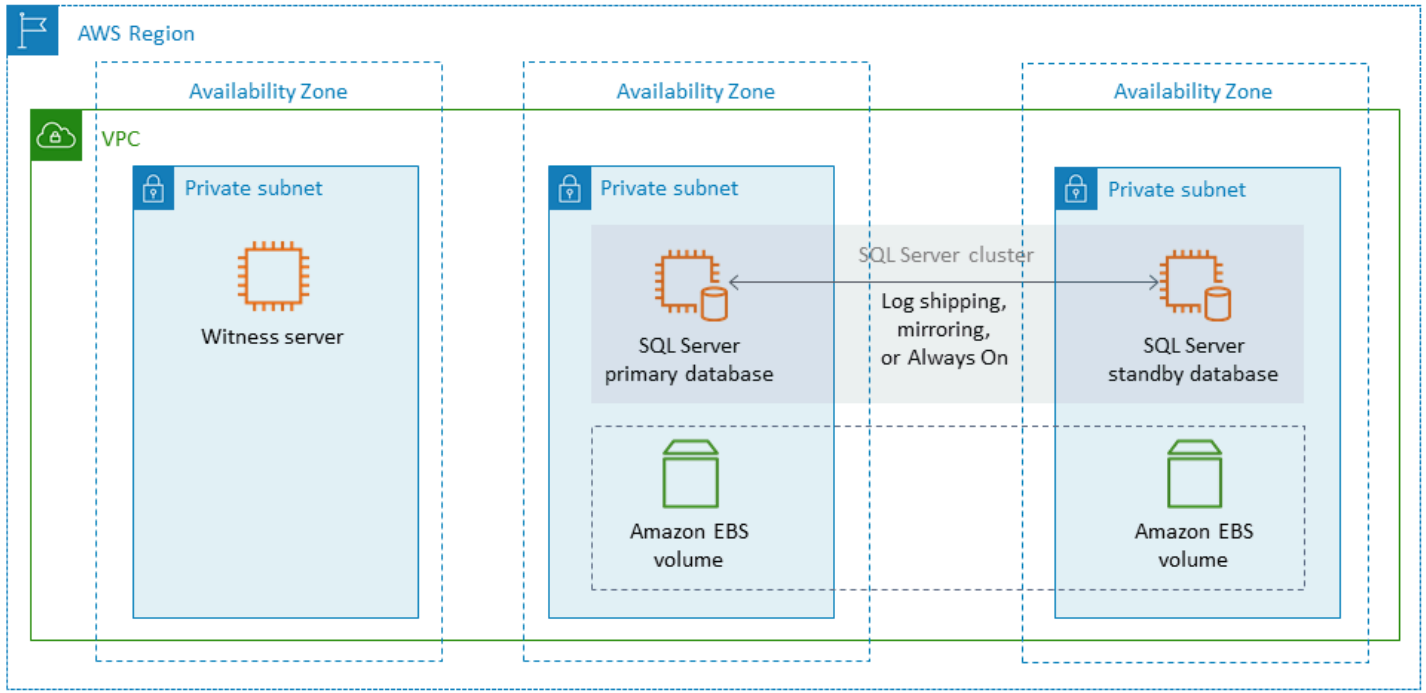 AWS Region
Availability Zone
Availability Zone
Availability Zone
VPC
Private subnet
Private subnet
Private subnet
SQL Server cluster
Log shipping,
mirroring,
or Always On
Witness server
SQL Server
primary database
SQL Server
standby database
Amazon EBS
volume
Amazon EBS
volume